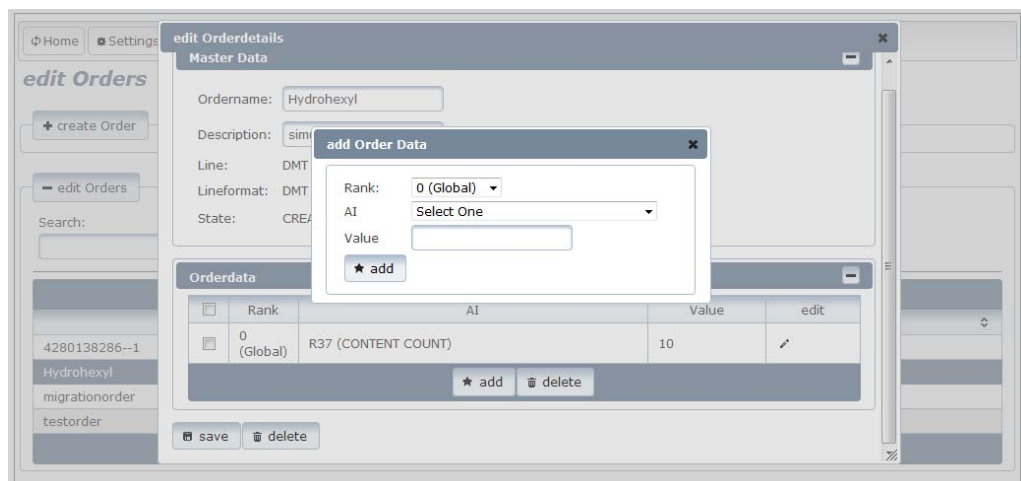 Home Settings
edit Orders
+ create Order
edit Orders
Search:
4280138286--1
Hydrohexyl
migrationorder
testorder
edit Orderdetails
Master Data
Ordername: Hydrohexyl
Description:
Line: DMT
Lineformat: DMT
State:
Orderdata
Rank AI Value edit
0 (Global) R37 (CONTENT COUNT) 10
add delete
save delete
add Order Data
Rank: 0 (Global)
AI Select One
Value
add